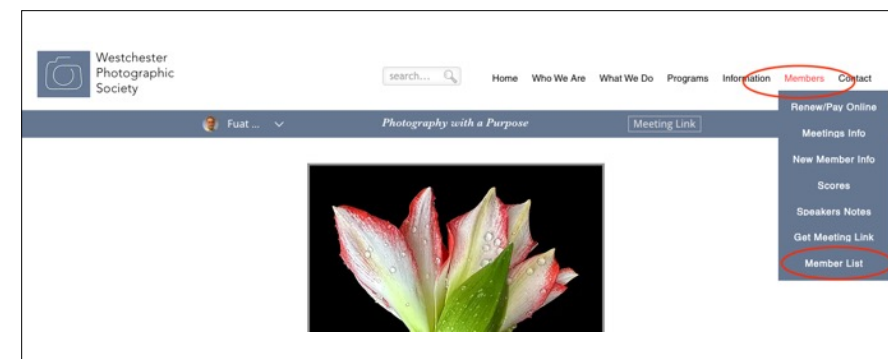 Westchester
Photographic
Society
search...
Home Who We Are What We Do Programs Information Members Contact
Fuat ... Photography with a Purpose Meeting Link
Renew/Pay Online
Meetings Info
New Member Info
Scores
Speakers Notes
Get Meeting Link
Member List